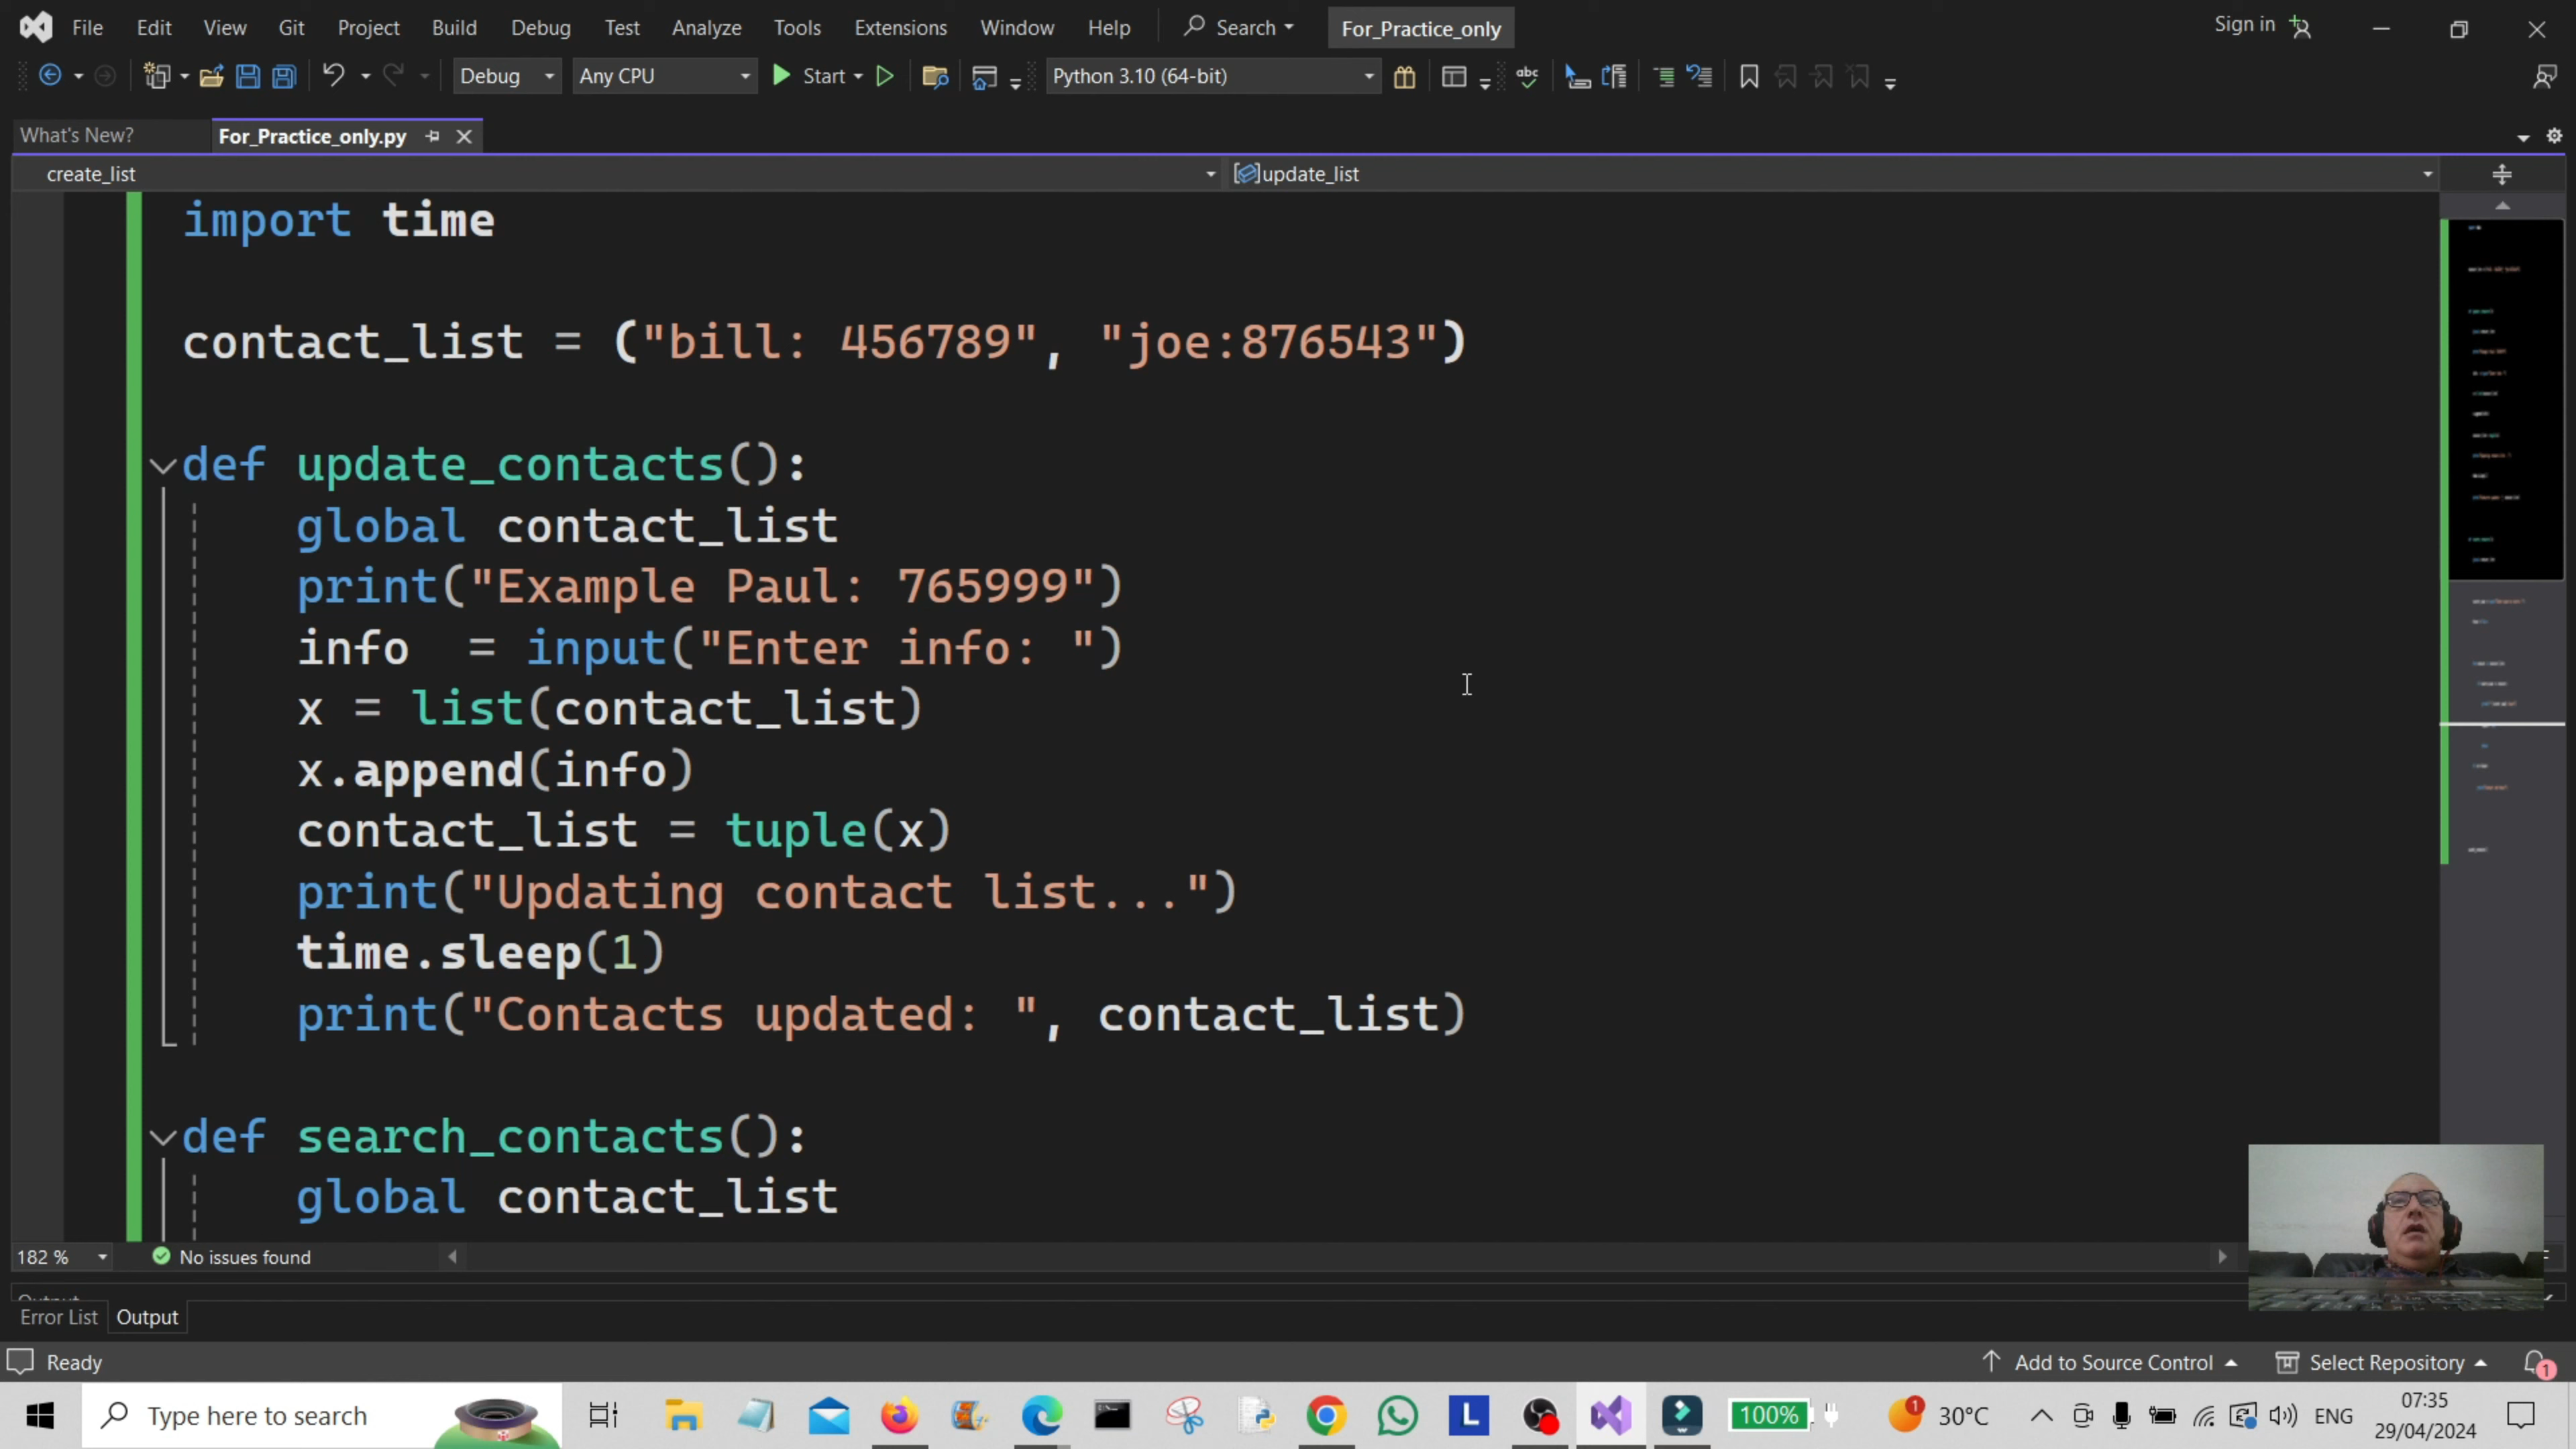 File Edit View Git Project Build Debug Test Analyze Tools Extensions Window Help Search For_Practice_only Sign in
Debug Any CPU Start Python 3.10 (64-bit)
What's New? For_Practice_only.py
create_list update_list
import time
contact_list = ("bill: 456789", "joe:876543")
def update_contacts():
global contact_list
print("Example Paul: 765999")
info  = input("Enter info: ")
x = list(contact_list)
x.append(info)
contact_list = tuple(x)
print("Updating contact list...")
time.sleep(1)
print("Contacts updated: ", contact_list)
def search_contacts():
global contact_list
182 % No issues found
Output
Error List Output
Ready Add to Source Control Select Repository 1
Type here to search L 100% 1 30°C ENG 07:35
29/04/2024